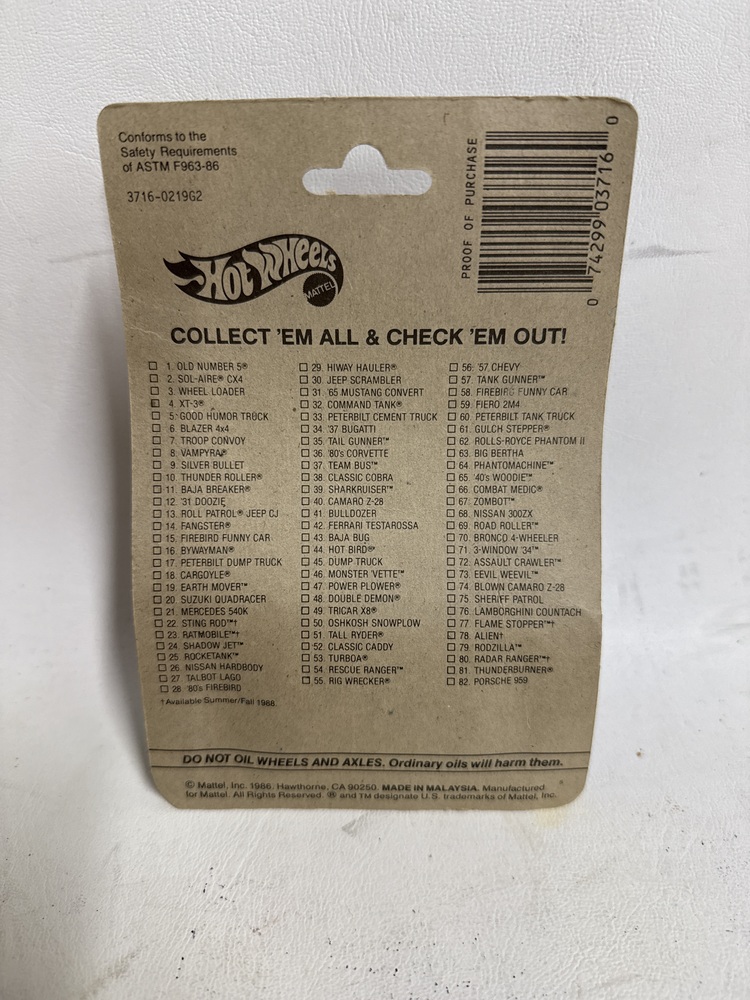 Conforms to the
Safety Requirements
of ASTM F963-86
3716-0219G2
PROOF OF PURCHASE
0 74299 03716 0
Hot Wheels
MATTEL
COLLECT 'EM ALL & CHECK 'EM OUT!
1. OLD NUMBER 5®
2. SOL-AIRE® CX4
3. WHEEL LOADER
4. XT-3®
5. GOOD HUMOR TRUCK
6. BLAZER 4x4
7. TROOP CONVOY
8. VAMPYRA®
9. SILVER BULLET
10. THUNDER ROLLER®
11. BAJA BREAKER®
12. '31 DOOZIE
13. ROLL PATROL® JEEP CJ
14. FANGSTER®
15. FIREBIRD FUNNY CAR
16. BYWAYMAN®
17. PETERBILT DUMP TRUCK
18. CARGOYLE®
19. EARTH MOVER™
20. SUZUKI QUADRACER
21. MERCEDES 540K
22. STING ROD™†
23. RATMOBILE™†
24. SHADOW JET™
25. ROCKETANK™
26. NISSAN HARDBODY
27. TALBOT LAGO
28. '80s FIREBIRD
†Available Summer/Fall 1988.
29. HIWAY HAULER®
30. JEEP SCRAMBLER
31. '65 MUSTANG CONVERT
32. COMMAND TANK®
33. PETERBILT CEMENT TRUCK
34. '37 BUGATTI
35. TAIL GUNNER™
36. '80's CORVETTE
37. TEAM BUS™
38. CLASSIC COBRA
39. SHARKRUISER™
40. CAMARO Z-28
41. BULLDOZER
42. FERRARI TESTAROSSA
43. BAJA BUG
44. HOT BIRD®
45. DUMP TRUCK
46. MONSTER 'VETTE™
47. POWER PLOWER®
48. DOUBLE DEMON®
49. TRICAR X8®
50. OSHKOSH SNOWPLOW
51. TALL RYDER®
52. CLASSIC CADDY
53. TURBOA®
54. RESCUE RANGER™
55. RIG WRECKER®
56. '57 CHEVY
57. TANK GUNNER™
58. FIREBIRD FUNNY CAR
59. FIERO 2M4
60. PETERBILT TANK TRUCK
61. GULCH STEPPER®
62. ROLLS-ROYCE PHANTOM II
63. BIG BERTHA
64. PHANTOMACHINE™
65. '40's WOODIE™
66. COMBAT MEDIC®
67. ZOMBOT™
68. NISSAN 300ZX
69. ROAD ROLLER™
70. BRONCO 4-WHEELER
71. 3-WINDOW '34™
72. ASSAULT CRAWLER™
73. EEVIL WEEVIL™
74. BLOWN CAMARO Z-28
75. SHERIFF PATROL
76. LAMBORGHINI COUNTACH
77. FLAME STOPPER™†
78. ALIEN†
79. RODZILLA™
80. RADAR RANGER™†
81. THUNDERBURNER®
82. PORSCHE 959
DO NOT OIL WHEELS AND AXLES. Ordinary oils will harm them.
© Mattel, Inc. 1986. Hawthorne, CA 90250. MADE IN MALAYSIA. Manufactured
for Mattel. All Rights Reserved. ® and TM designate U.S. trademarks of Mattel, Inc.